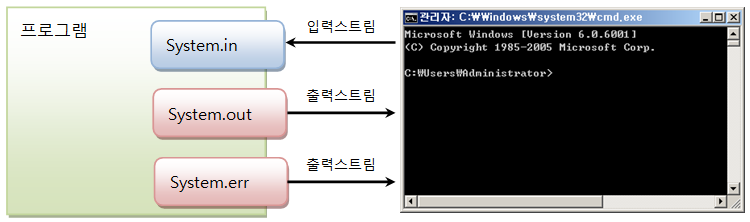 프로그램
System.in
System.out
System.err
입력스트림
출력스트림
출력스트림
관리자: C:₩Windows₩system32₩cmd.exe
Microsoft Windows [Version 6.0.6001]
(C) Copyright 1985-2005 Microsoft Corp.
C:₩Users₩Administrator>